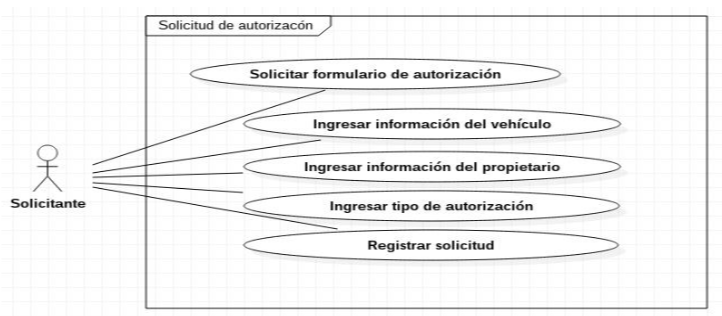 Solicitud de autorizacón
Solicitar formulario de autorización
Ingresar información del vehículo
Ingresar información del propietario
Ingresar tipo de autorización
Registrar solicitud
Solicitante